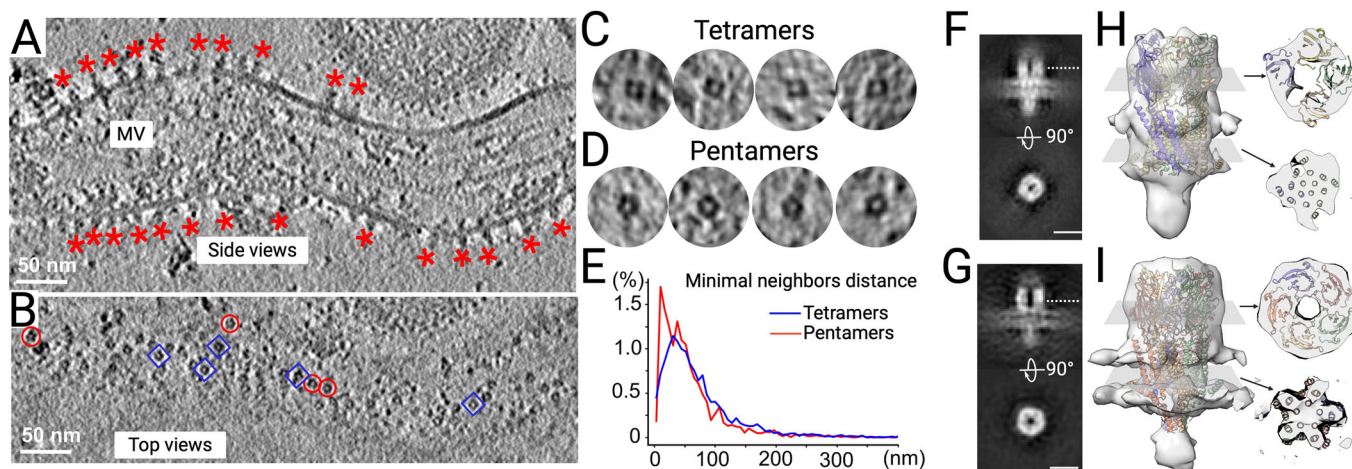 A
MV
Side views
50 nm
B
50 nm
Top views
C
Tetramers
D
Pentamers
E
(%)
Minimal neighbors distance
Tetramers
Pentamers
1.5
1.0
0.5
0
0
100
200
300
(nm)
F
90°
G
90°
H
I